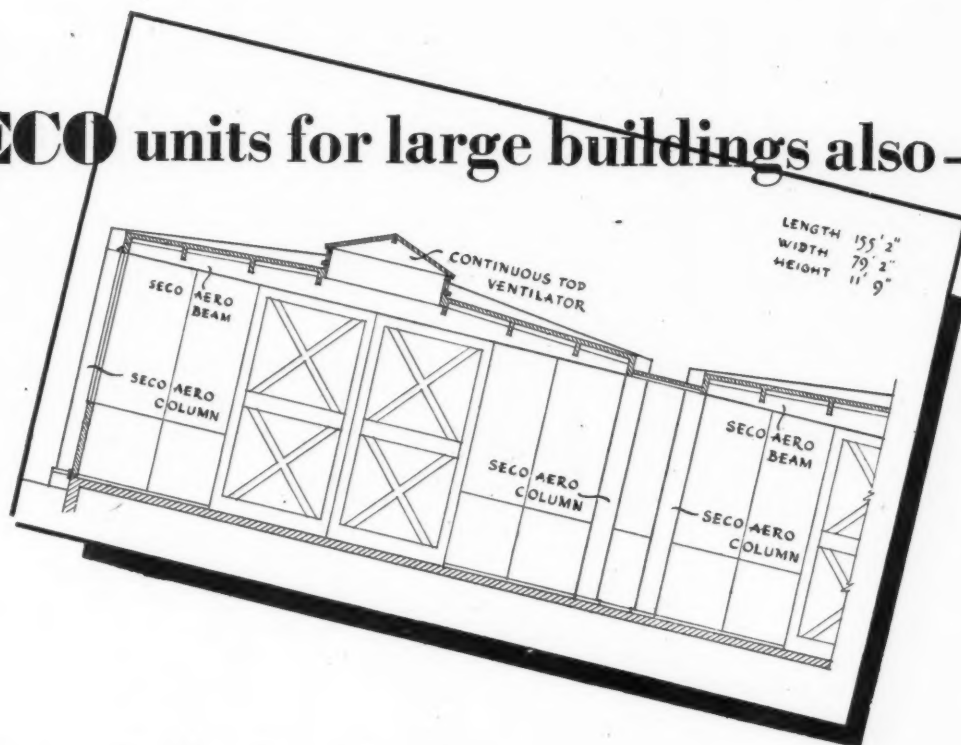 ECO units for large buildings also –
LENGTH 155' 2"
WIDTH 79' 2"
HEIGHT 11' 9"
CONTINUOUS TOP
VENTILATOR
SECO AERO
BEAM
SECO AERO
COLUMN
SECO AERO
COLUMN
SECO AERO
BEAM
SECO AERO
COLUMN